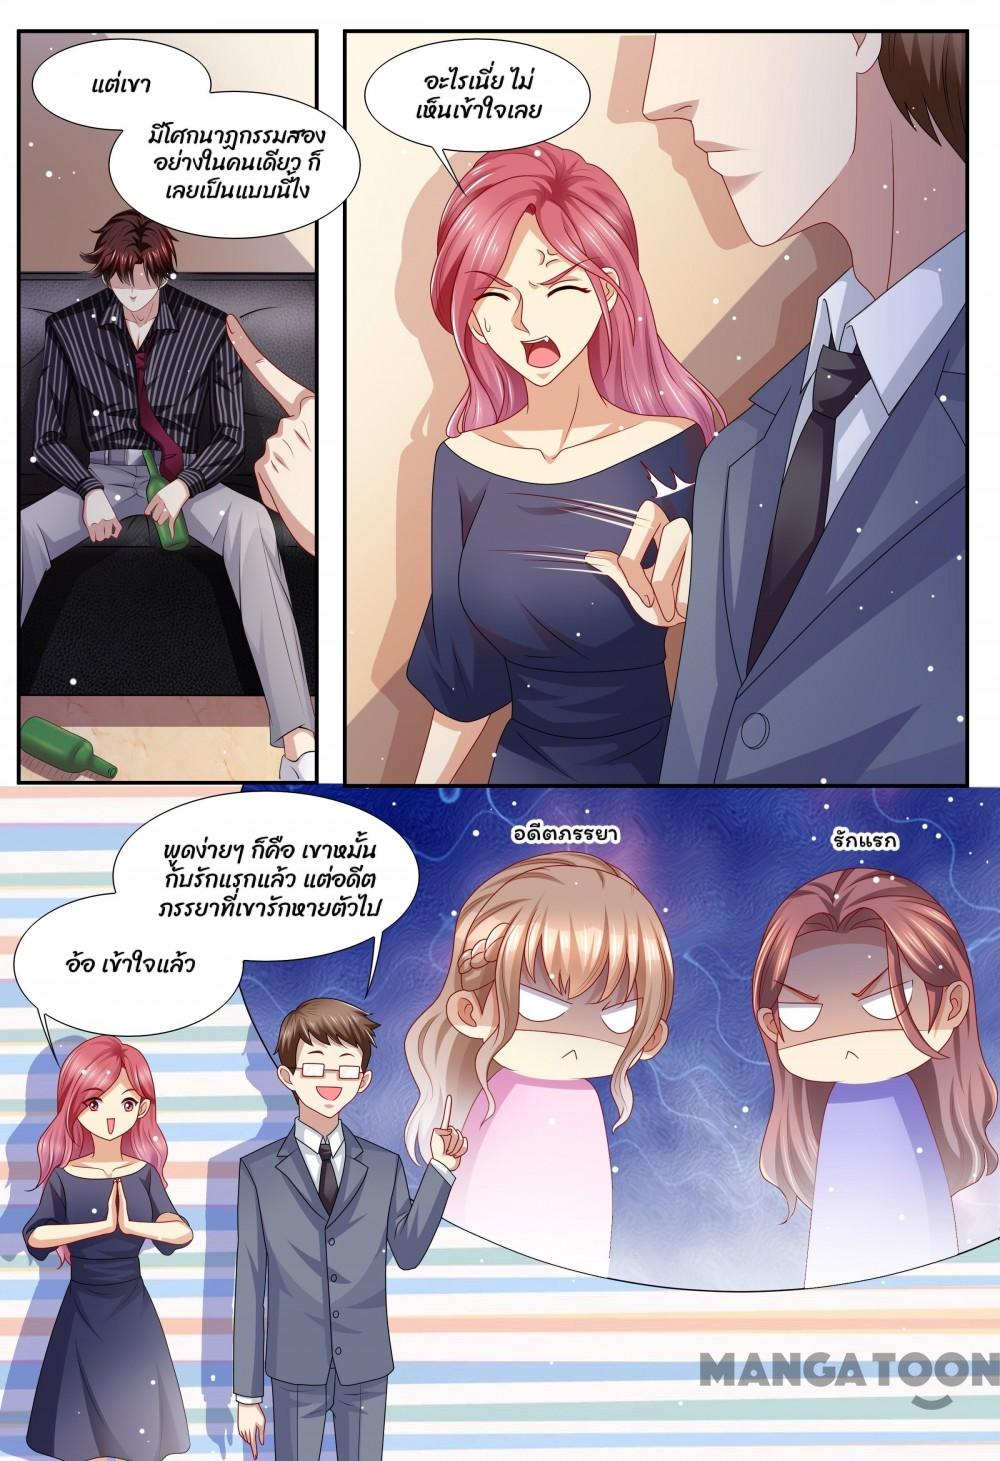 แต่เขา
มีโศกนาฏกรรมสอง
อย่างในคนเดียว ก็
เลยเป็นแบบนี้ไง
อะไรเนี่ย ไม่
เห็นเข้าใจเลย
พูดง่ายๆ ก็คือ เขาหมั้น
กับรักแรกแล้ว แต่อดีต
ภรรยาที่เขารักหายตัวไป
อ้อ เข้าใจแล้ว
อดีตภรรยา
รักแรก
MANGATOON